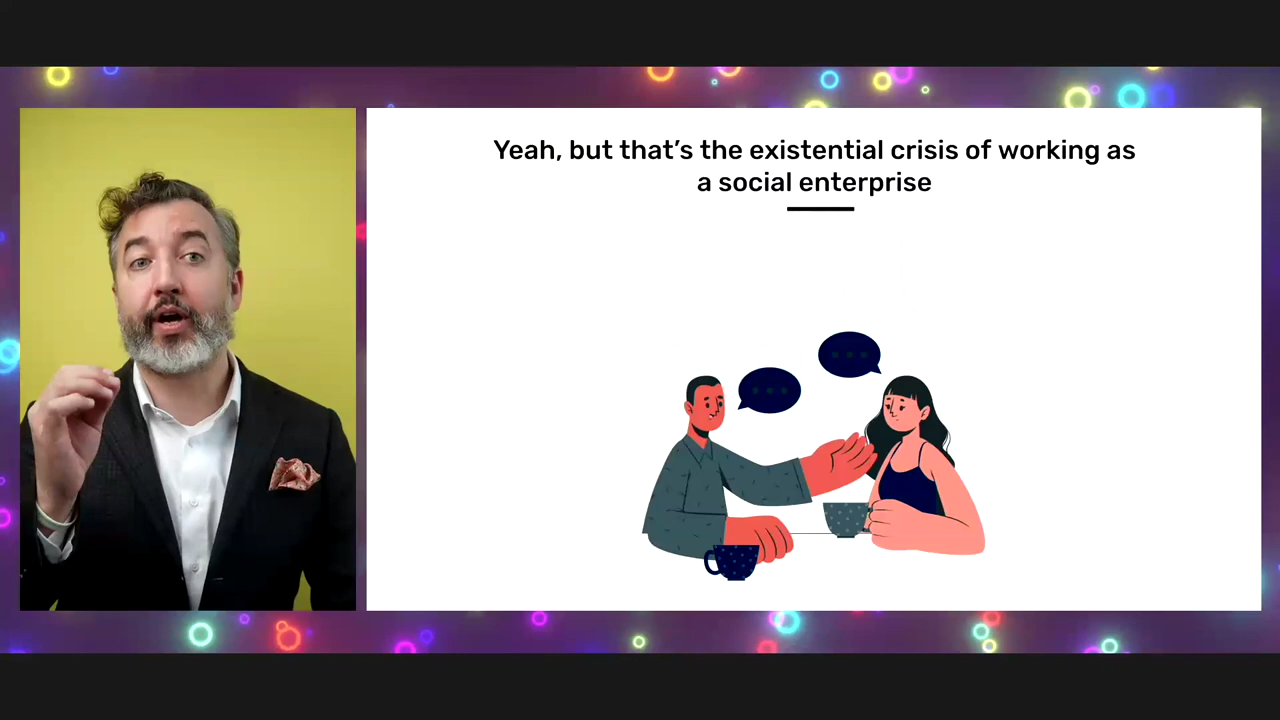 Yeah, but that’s the existential crisis of working as
a social enterprise